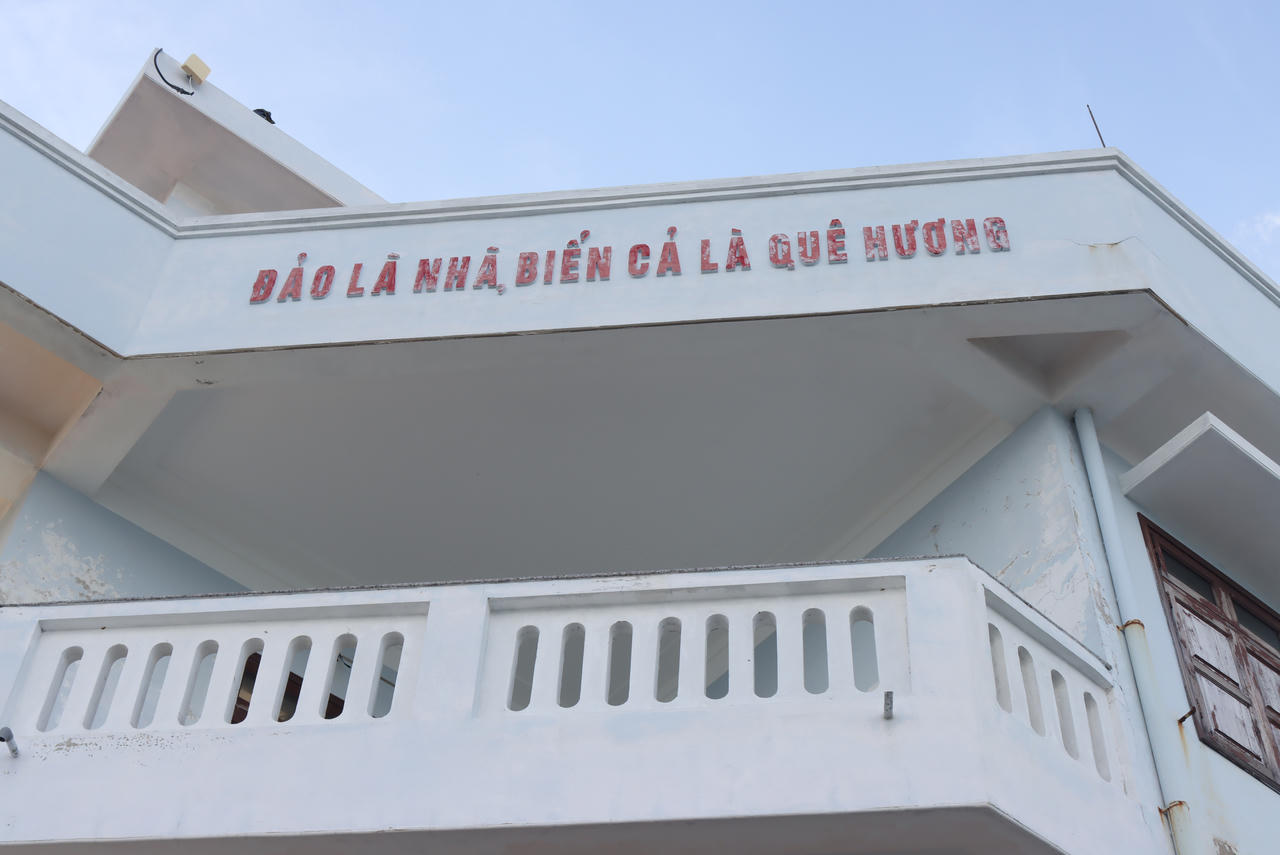 ĐẢO LÀ NHÀ, BIỂN CẢ LÀ QUÊ HƯƠNG